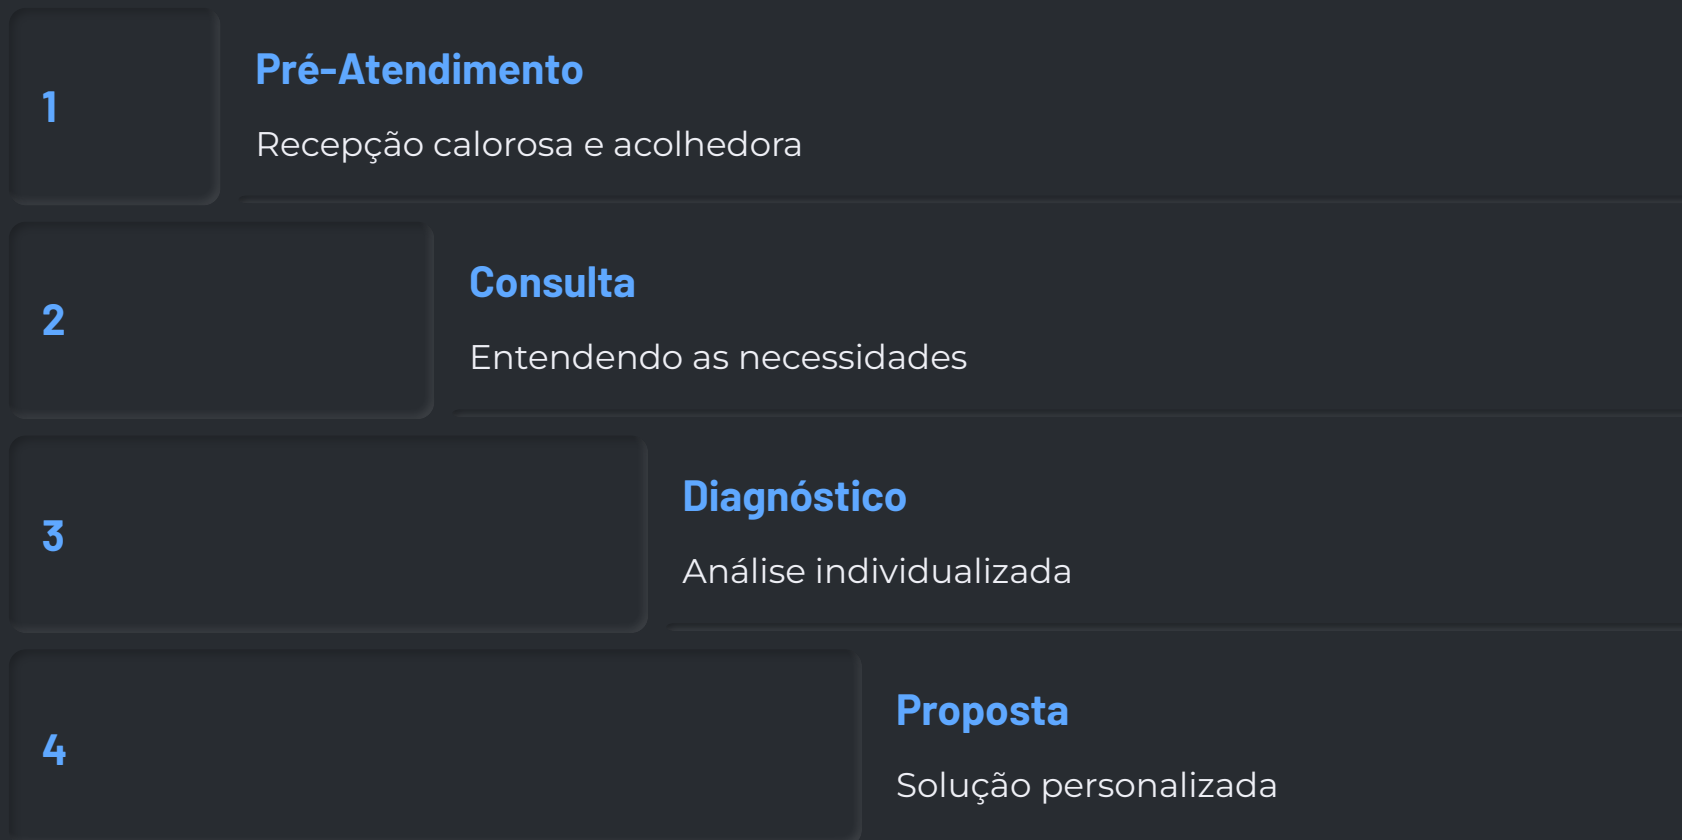 1
Pré-Atendimento
Recepção calorosa e acolhedora
2
Consulta
Entendendo as necessidades
3
Diagnóstico
Análise individualizada
4
Proposta
Solução personalizada